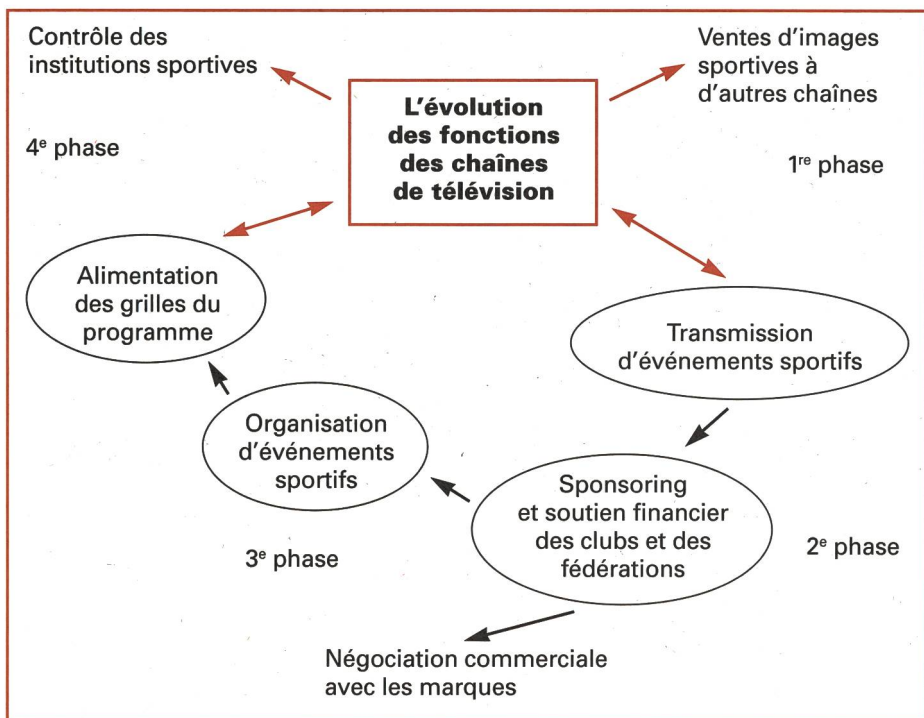 Contrôle des
institutions sportives
Ventes d'images
sportives à
d'autres chaînes
L'évolution
des fonctions
des chaînes
de télévision
4e phase
1re phase
Alimentation
des grilles du
programme
Transmission
d'événements sportifs
Organisation
d'événements
sportifs
Sponsoring
et soutien financier
des clubs et des
fédérations
3e phase
2e phase
Négociation commerciale
avec les marques